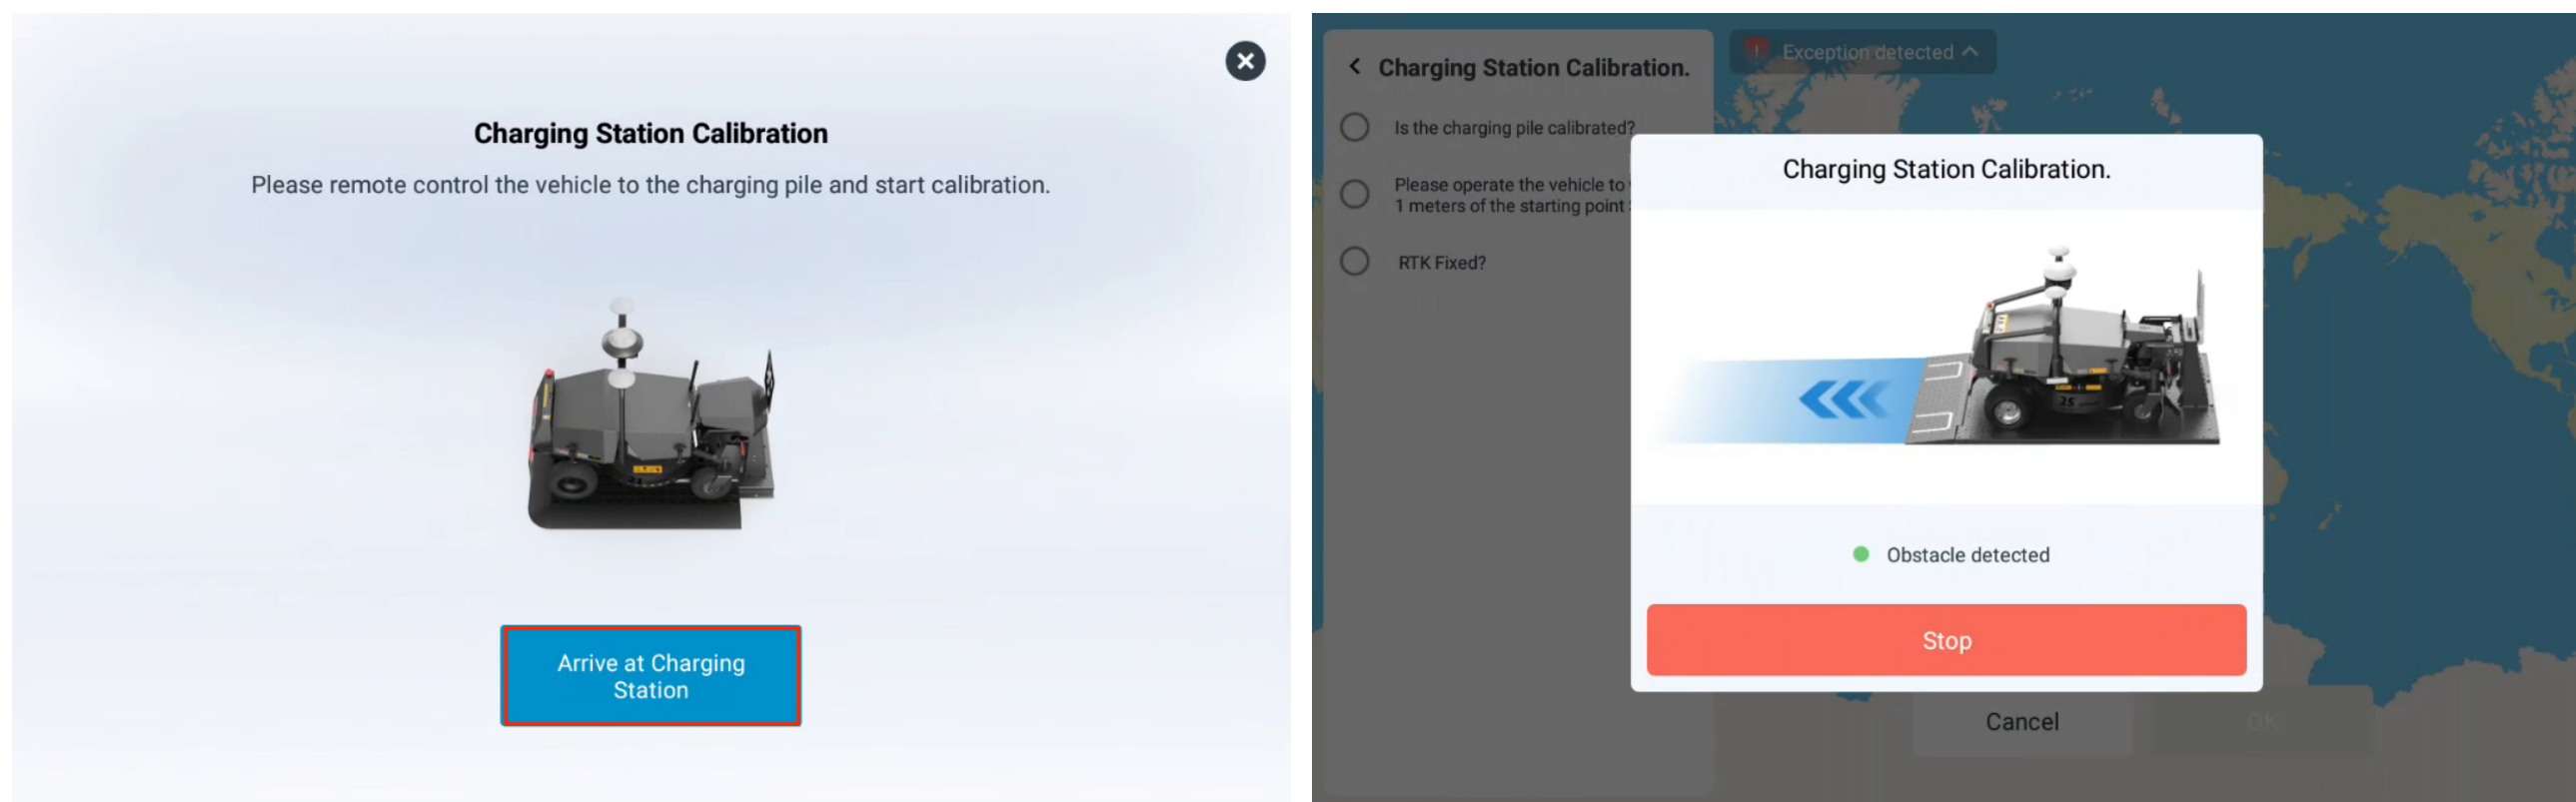 Charging Station Calibration
Please remote control the vehicle to the charging pile and start calibration.
Arrive at Charging
Station
Charging Station Calibration.
Is the charging pile calibrated?
Please operate the vehicle to
1 meters of the starting point
RTK Fixed?
Exception detected
Charging Station Calibration.
25
Obstacle detected
Stop
Cancel
OK